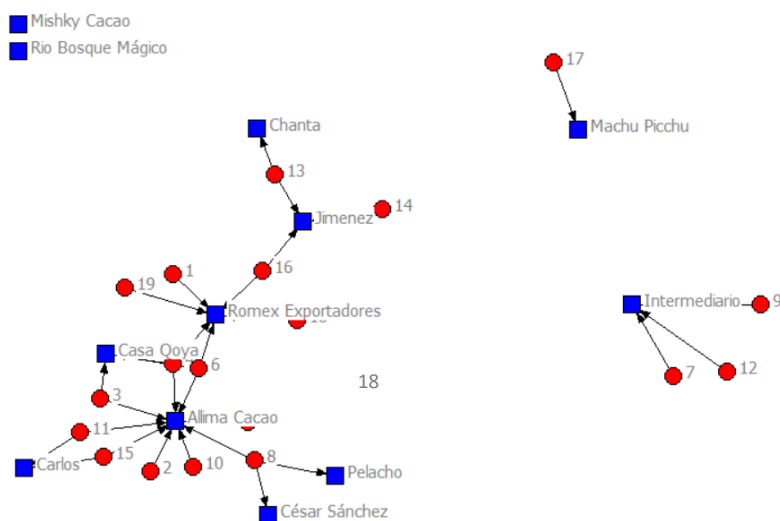 Mishky Cacao
Rio Bosque Mágico
17
Chanta
Machu Picchu
13
14
Jimenez
16
1
19
Romex Exportadores
Intermediario
9
Casa Qoya
6
7
12
18
3
Allima Cacao
11
15
2
10
8
Carlos
Pelacho
César Sánchez